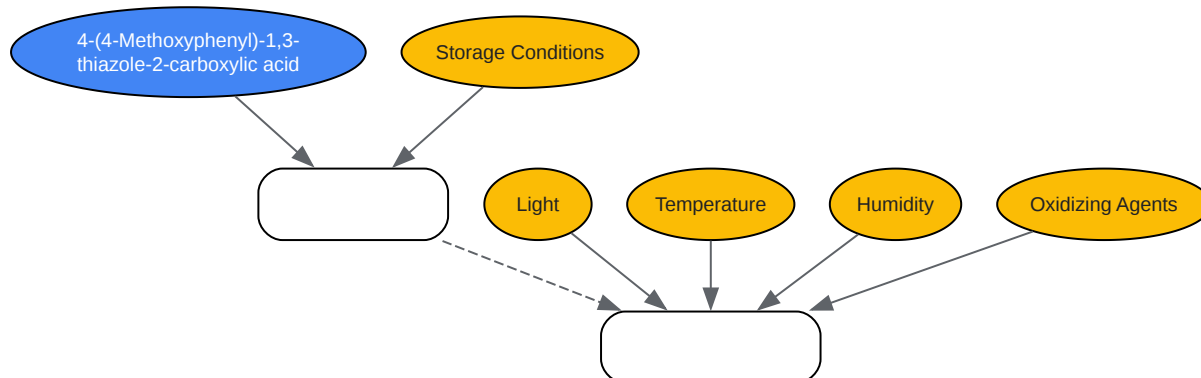 4-(4-Methoxyphenyl)-1,3-
thiazole-2-carboxylic acid
Storage Conditions
Light
Temperature
Humidity
Oxidizing Agents